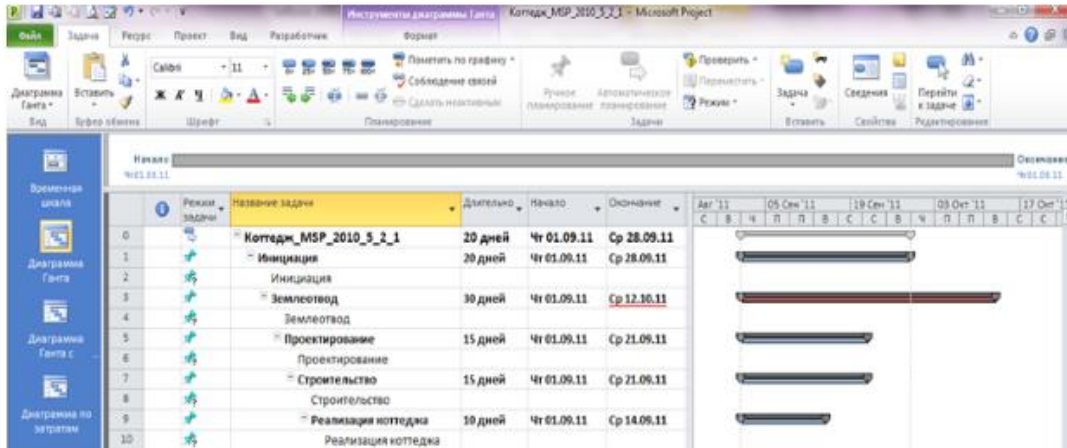 Инструменты диаграммы Ганта
Коттедж_MSP_2010_5_2_1 - Microsoft Project
Файл Задача Ресурс Проект Вид Разработчик Формат
Диаграмма Ганта
Вставить
Calibri 11
Ж К Ч
Пометить по графику
Соблюдение связей
Сделать неактивным
Ручное планирование
Автоматическое планирование
Проверить
Переместить
Режим
Задача
Сведения
Перейти к задаче
Вид Буфер обмена Шрифт Планирование Задачи Вставить Свойства Редактирование
Временная шкала
Диаграмма Ганта
Диаграмма Ганта с
Диаграмма по затратам
Начало
Окончание
Режим задачи Название задачи Длительно Начало Окончание
Авг '11 05 Сен '11 19 Сен '11 03 Окт '11 17 Окт '1
С В Ч П П В С С В Ч П П В С С
0 Коттедж_MSP_2010_5_2_1 20 дней Чт 01.09.11 Ср 28.09.11
1 Инициация 20 дней Чт 01.09.11 Ср 28.09.11
2 Инициация
3 Землеотвод 30 дней Чт 01.09.11 Ср 12.10.11
4 Землеотвод
5 Проектирование 15 дней Чт 01.09.11 Ср 21.09.11
6 Проектирование
7 Строительство 15 дней Чт 01.09.11 Ср 21.09.11
8 Строительство
9 Реализация коттеджа 10 дней Чт 01.09.11 Ср 14.09.11
10 Реализация коттеджа